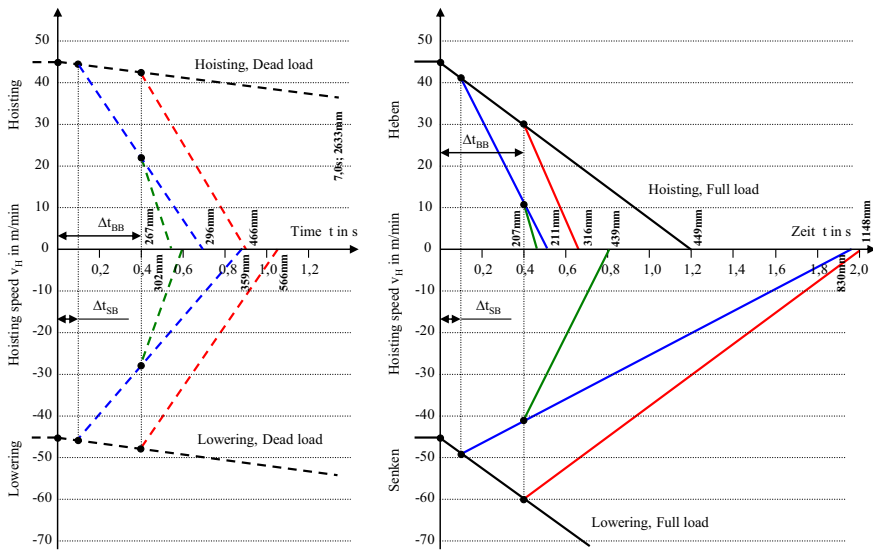 50
40
30
20
10
0
-10
-20
-30
-40
-50
-60
-70
Hoisting
Hoisting speed v_H in m/min
Lowering
Hoisting, Dead load
7,0s; 2633mm
Δt_BB
267mm
296mm
466mm
Time t in s
0,2 0,4 0,6 0,8 1,0 1,2
302mm
359mm
566mm
Δt_SB
Lowering, Dead load
50
40
30
20
10
0
-10
-20
-30
-40
-50
-60
-70
Heben
Hoisting speed v_H in m/min
Senken
Δt_BB
Hoisting, Full load
207mm
211mm
316mm
439mm
449mm
1148mm
Zeit t in s
0,2 0,4 0,6 0,8 1,0 1,2 1,4 1,6 1,8 2,0
830mm
Δt_SB
Lowering, Full load